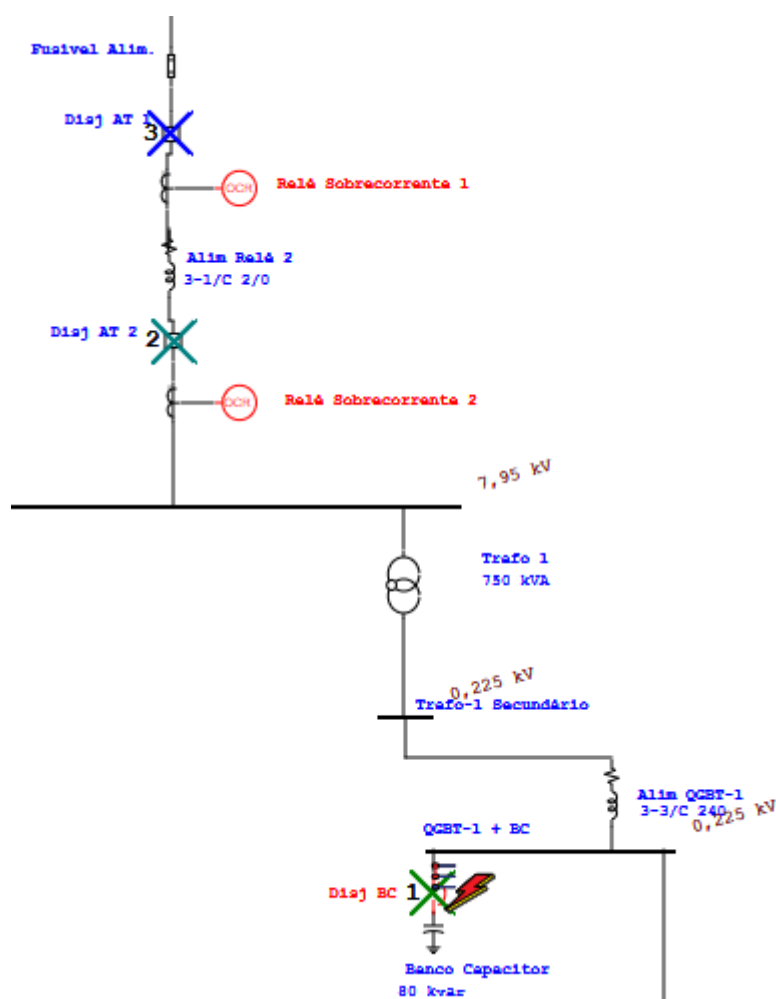 Fusivel Alim.
Disj AT 1
3
OCR
Relé Sobrecorrente 1
Alim Relé 2
3-1/C 2/0
Disj AT 2
2
OCR
Relé Sobrecorrente 2
7,95 kV
Trafo 1
750 kVA
0,225 kV
Trafo-1 Secundário
Alim QGBT-1
3-3/C 240
0,225 kV
QGBT-1 + BC
Disj BC
1
Banco Capacitor
80 kvar